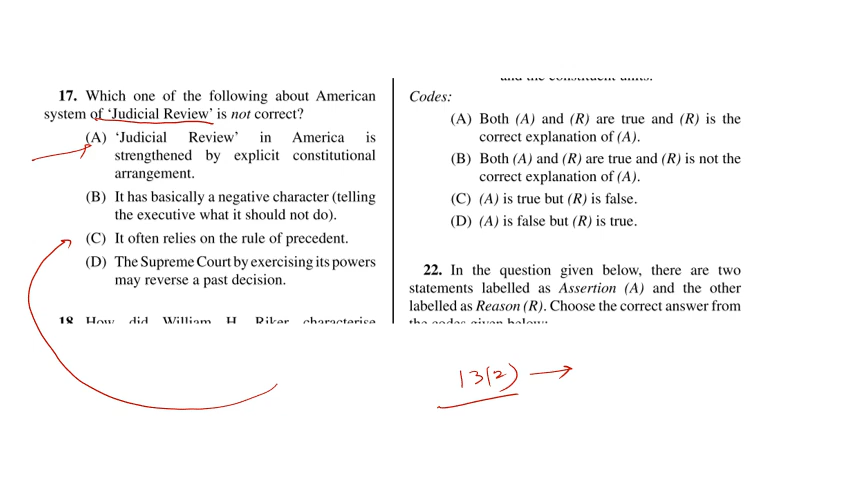 17. Which one of the following about American
system of ‘Judicial Review’ is not correct?
(A) ‘Judicial Review’ in America is
strengthened by explicit constitutional
arrangement.
(B) It has basically a negative character (telling
the executive what it should not do).
(C) It often relies on the rule of precedent.
(D) The Supreme Court by exercising its powers
may reverse a past decision.
18. How did William H. Riker characterise
and the constituent units.
Codes:
(A) Both (A) and (R) are true and (R) is the
correct explanation of (A).
(B) Both (A) and (R) are true and (R) is not the
correct explanation of (A).
(C) (A) is true but (R) is false.
(D) (A) is false but (R) is true.
22. In the question given below, there are two
statements labelled as Assertion (A) and the other
labelled as Reason (R). Choose the correct answer from
the codes given below:
13(2) →